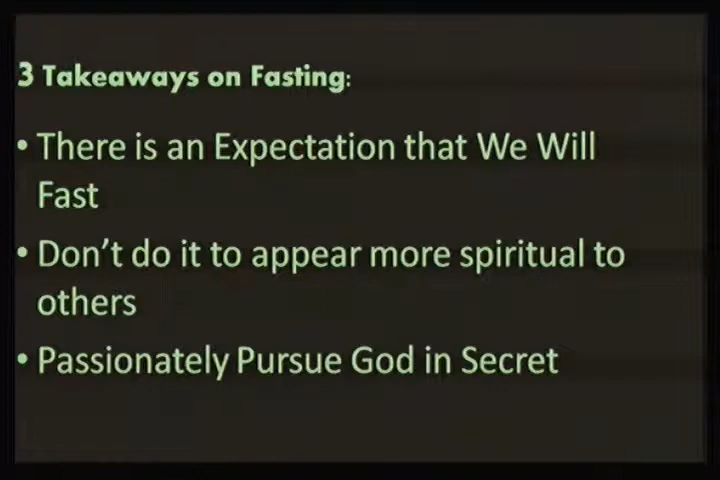 3 Takeaways on Fasting:
• There is an Expectation that We Will
Fast
• Don't do it to appear more spiritual to
others
• Passionately Pursue God in Secret